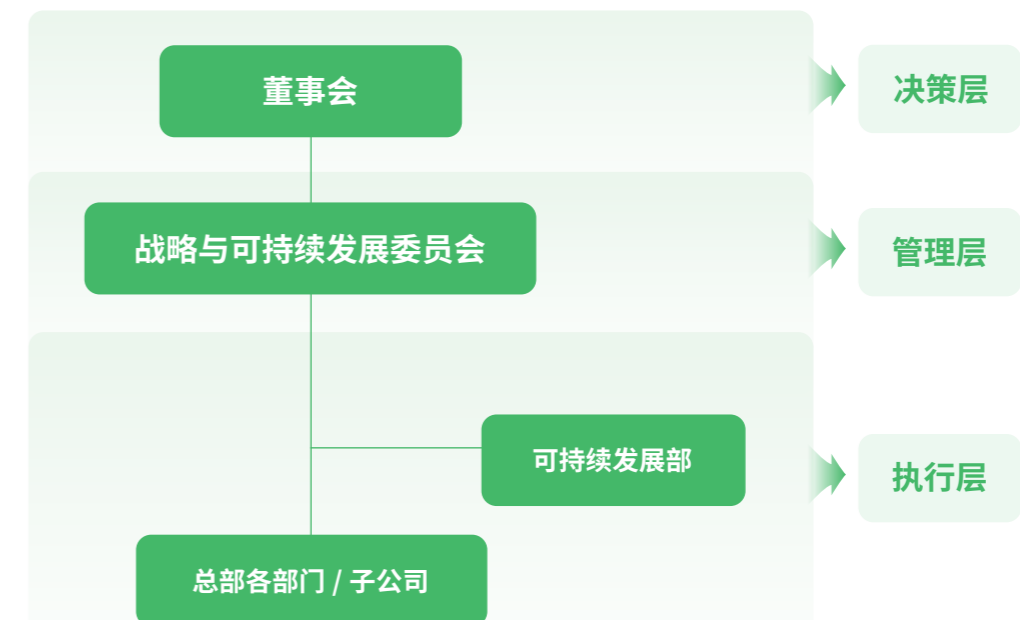 董事会
决策层
战略与可持续发展委员会
管理层
可持续发展部
执行层
总部各部门 / 子公司